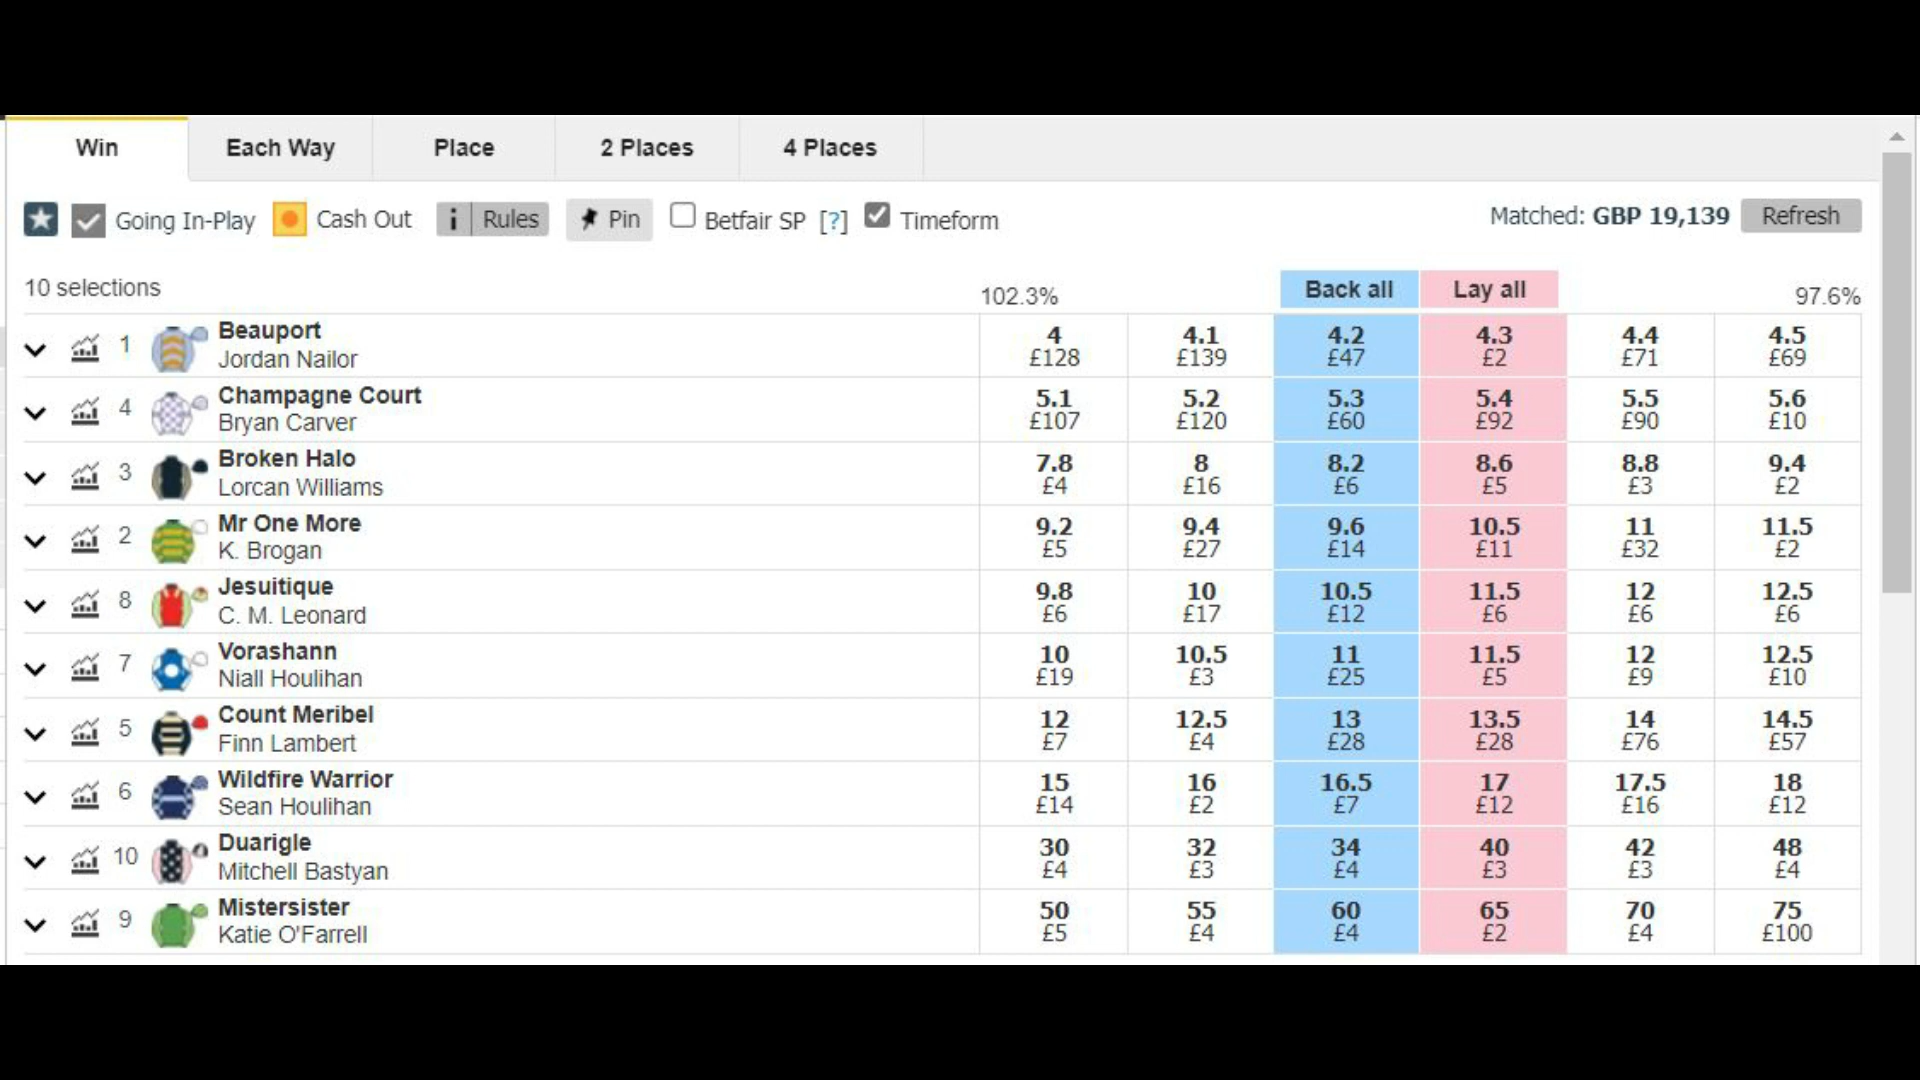 Win Each Way Place 2 Places 4 Places
Going In-Play Cash Out i Rules Pin Betfair SP [?] Timeform Matched: GBP 19,139 Refresh
10 selections 102.3% Back all Lay all 97.6%
1 Beauport 4 4.1 4.2 4.3 4.4 4.5
Jordan Nailor £128 £139 £47 £2 £71 £69
4 Champagne Court 5.1 5.2 5.3 5.4 5.5 5.6
Bryan Carver £107 £120 £60 £92 £90 £10
3 Broken Halo 7.8 8 8.2 8.6 8.8 9.4
Lorcan Williams £4 £16 £6 £5 £3 £2
2 Mr One More 9.2 9.4 9.6 10.5 11 11.5
K. Brogan £5 £27 £14 £11 £32 £2
8 Jesuitique 9.8 10 10.5 11.5 12 12.5
C. M. Leonard £6 £17 £12 £6 £6 £6
7 Vorashann 10 10.5 11 11.5 12 12.5
Niall Houlihan £19 £3 £25 £5 £9 £10
5 Count Meribel 12 12.5 13 13.5 14 14.5
Finn Lambert £7 £4 £28 £28 £76 £57
6 Wildfire Warrior 15 16 16.5 17 17.5 18
Sean Houlihan £14 £2 £7 £12 £16 £12
10 Duarigle 30 32 34 40 42 48
Mitchell Bastyan £4 £3 £4 £3 £3 £4
9 Mistersister 50 55 60 65 70 75
Katie O'Farrell £5 £4 £4 £2 £4 £100